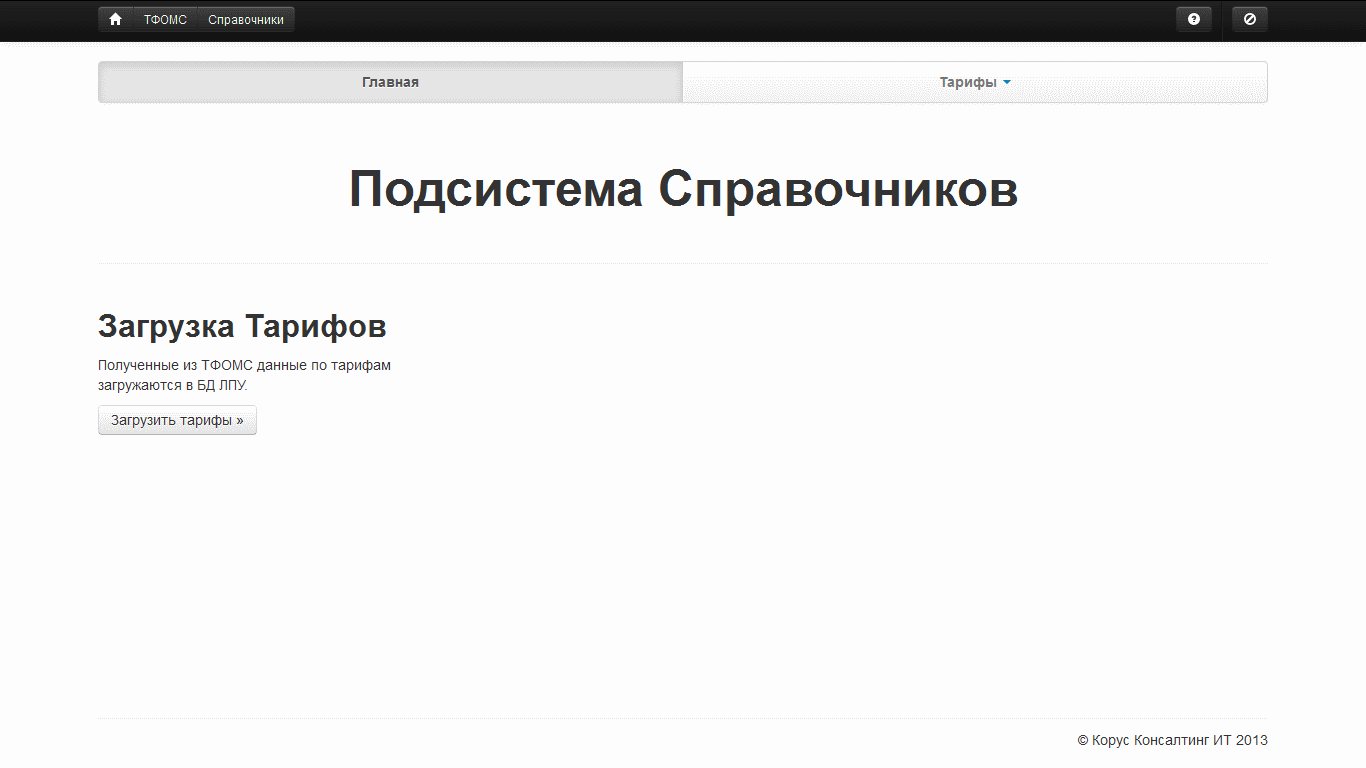 ТФОМС Справочники
Главная Тарифы
Подсистема Справочников
Загрузка Тарифов
Полученные из ТФОМС данные по тарифам
загружаются в БД ЛПУ.
Загрузить тарифы »
© Корус Консалтинг ИТ 2013